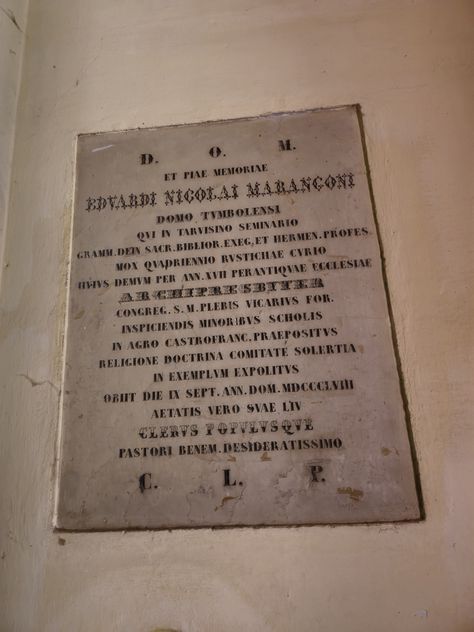 D. O. M.
ET PIAE MEMORIAE
EDVARDI NICOLAI MARANGONI
DOMO TVMBOLENSI
QVI IN TARVISINO SEMINARIO
GRAMM. DEIN SACR. BIBLIOR. EXEG. ET HERMEN. PROFES.
MOX QVADRIENNIO RVSTICHAE CVRIO
HVIVS DEMVM PER ANN. XVII PERANTIQVAE ECCLESIAE
ARCHIPRESBITER
CONGREG. S. M. PLEBIS VICARIVS FOR.
INSPICIENDIS MINORIBVS SCHOLIS
IN AGRO CASTROFRANC. PRAEPOSITVS
RELIGIONE DOCTRINA COMITATE SOLERTIA
IN EXEMPLVM EXPOLITVS
OBIIT DIE IX SEPT. ANN. DOM. MDCCCLVIII
AETATIS VERO SVAE LIV
CLERVS POPVLVSQVE
PASTORI BENEM. DESIDERATISSIMO
C. L. P.